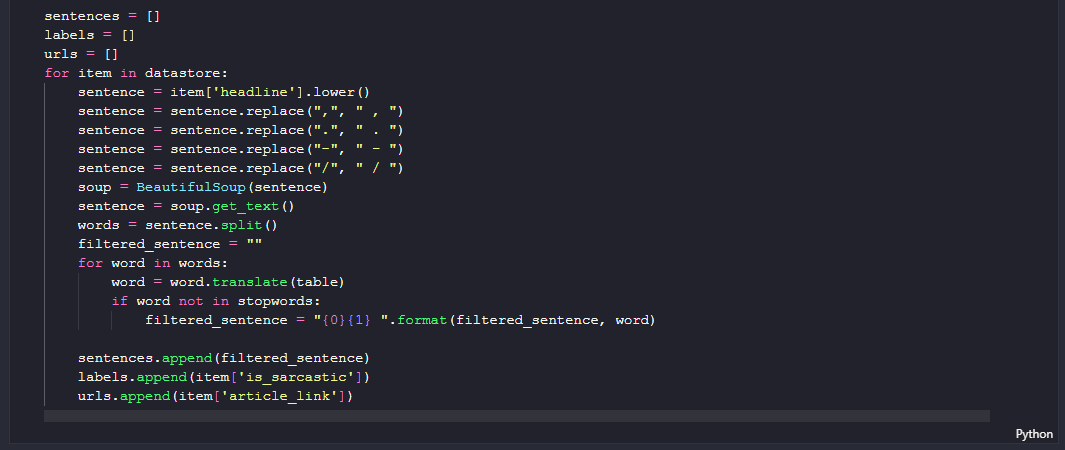 sentences = []
labels = []
urls = []
for item in datastore:
    sentence = item['headline'].lower()
    sentence = sentence.replace(",", " , ")
    sentence = sentence.replace(".", " . ")
    sentence = sentence.replace("-", " - ")
    sentence = sentence.replace("/", " / ")
    soup = BeautifulSoup(sentence)
    sentence = soup.get_text()
    words = sentence.split()
    filtered_sentence = ""
    for word in words:
        word = word.translate(table)
        if word not in stopwords:
            filtered_sentence = "{0}{1} ".format(filtered_sentence, word)

    sentences.append(filtered_sentence)
    labels.append(item['is_sarcastic'])
    urls.append(item['article_link'])
Python